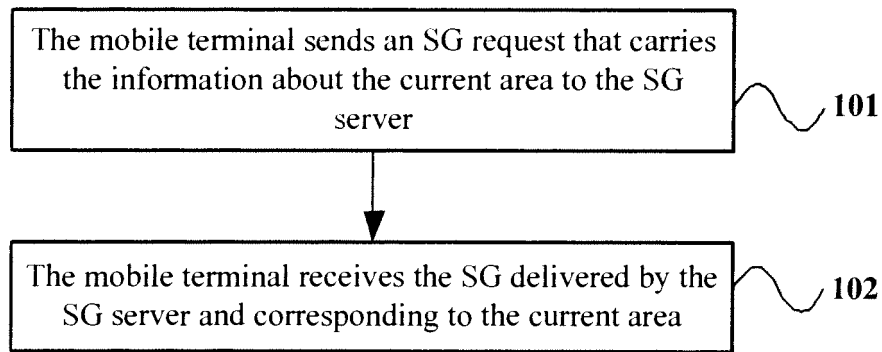 The mobile terminal sends an SG request that carries
the information about the current area to the SG
server
101
The mobile terminal receives the SG delivered by the
SG server and corresponding to the current area
102